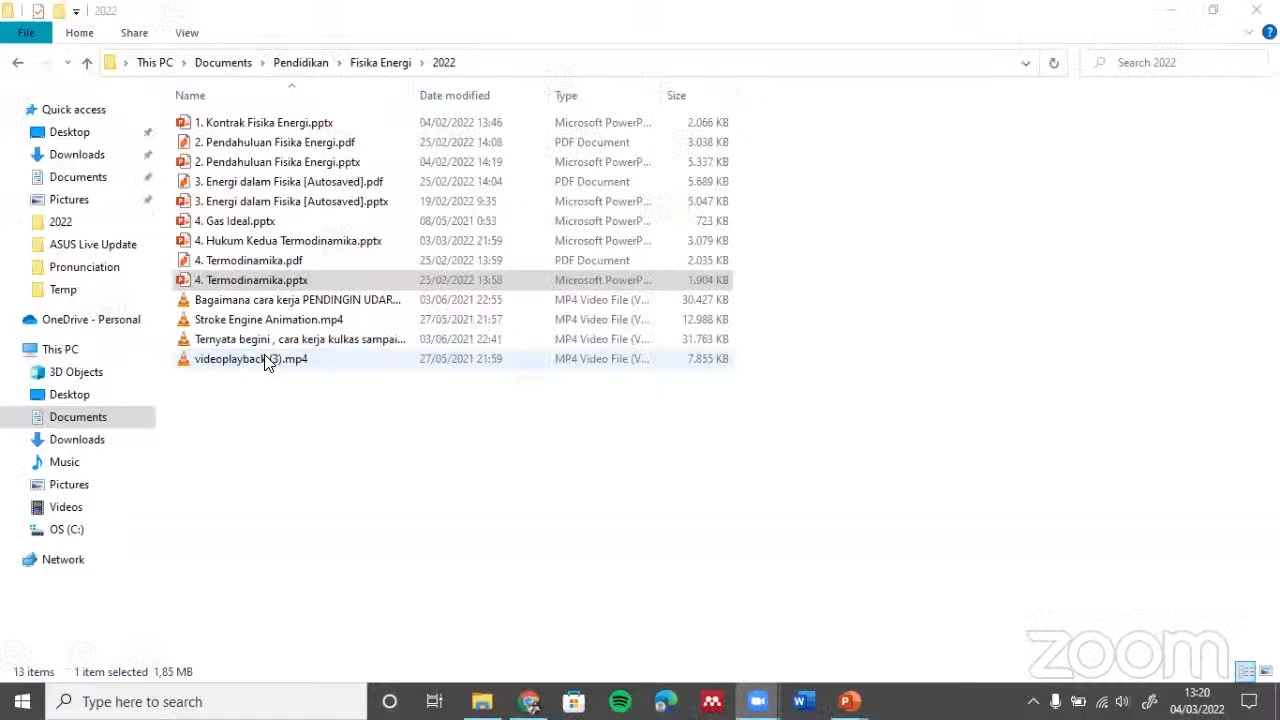 2022
File Home Share View
This PC Documents Pendidikan Fisika Energi 2022 Search 2022
Name Date modified Type Size
Quick access
Desktop
Downloads
Documents
Pictures
2022
ASUS Live Update
Pronunciation
Temp
OneDrive - Personal
This PC
3D Objects
Desktop
Documents
Downloads
Music
Pictures
Videos
OS (C:)
Network
1. Kontrak Fisika Energi.pptx 04/02/2022 13:46 Microsoft PowerP... 2.066 KB
2. Pendahuluan Fisika Energi.pdf 25/02/2022 14:08 PDF Document 3.038 KB
2. Pendahuluan Fisika Energi.pptx 04/02/2022 14:19 Microsoft PowerP... 5.337 KB
3. Energi dalam Fisika [Autosaved].pdf 25/02/2022 14:04 PDF Document 5.689 KB
3. Energi dalam Fisika [Autosaved].pptx 19/02/2022 9:35 Microsoft PowerP... 5.047 KB
4. Gas Ideal.pptx 08/05/2021 0:53 Microsoft PowerP... 723 KB
4. Hukum Kedua Termodinamika.pptx 03/03/2022 21:59 Microsoft PowerP... 3.079 KB
4. Termodinamika.pdf 25/02/2022 13:59 PDF Document 2.035 KB
4. Termodinamika.pptx 25/02/2022 13:58 Microsoft PowerP... 1.904 KB
Bagaimana cara kerja PENDINGIN UDAR... 03/06/2021 22:55 MP4 Video File (V... 30.427 KB
Stroke Engine Animation.mp4 27/05/2021 21:57 MP4 Video File (V... 12.988 KB
Ternyata begini , cara kerja kulkas sampai... 03/06/2021 22:41 MP4 Video File (V... 31.763 KB
videoplayback (3).mp4 27/05/2021 21:59 MP4 Video File (V... 7.855 KB
zoom
13 items 1 item selected 1,85 MB
Type here to search
13:20
04/03/2022